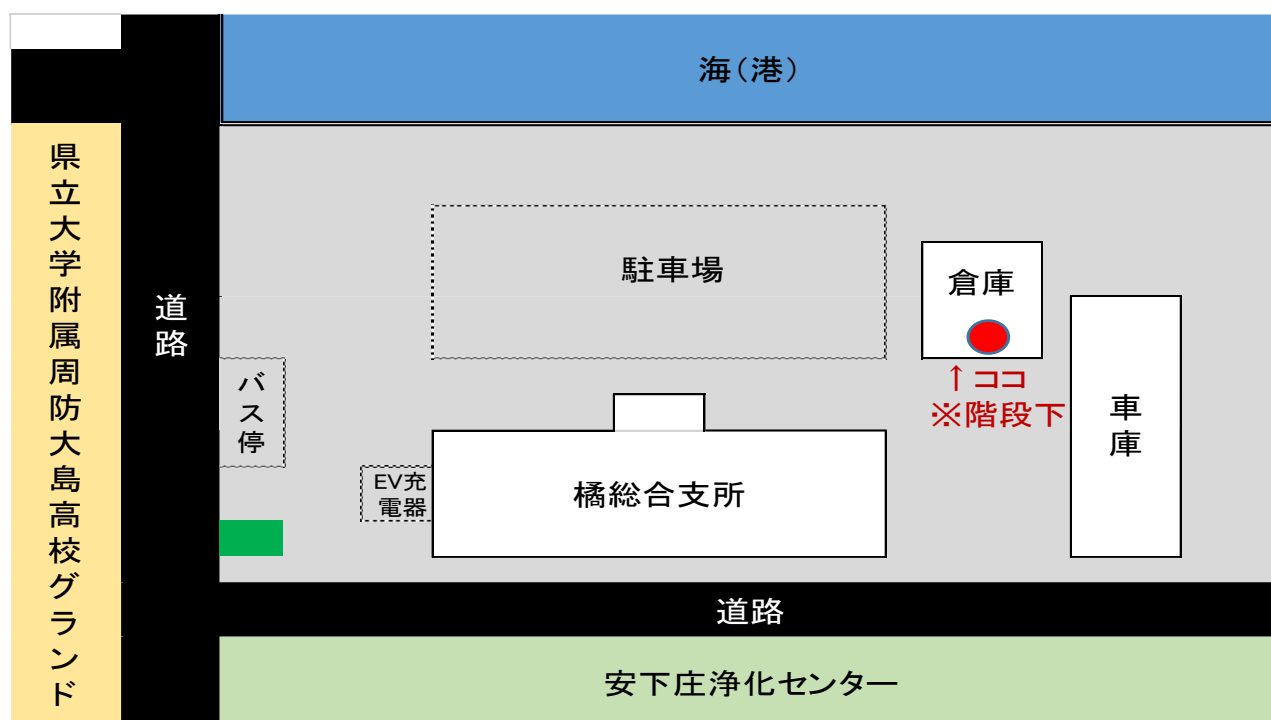 海(港)
県立大学附属周防大島高校グランド
道路
駐車場
倉庫
↑ココ
※階段下
バス停
車庫
EV充
電器
橘総合支所
道路
安下庄浄化センター